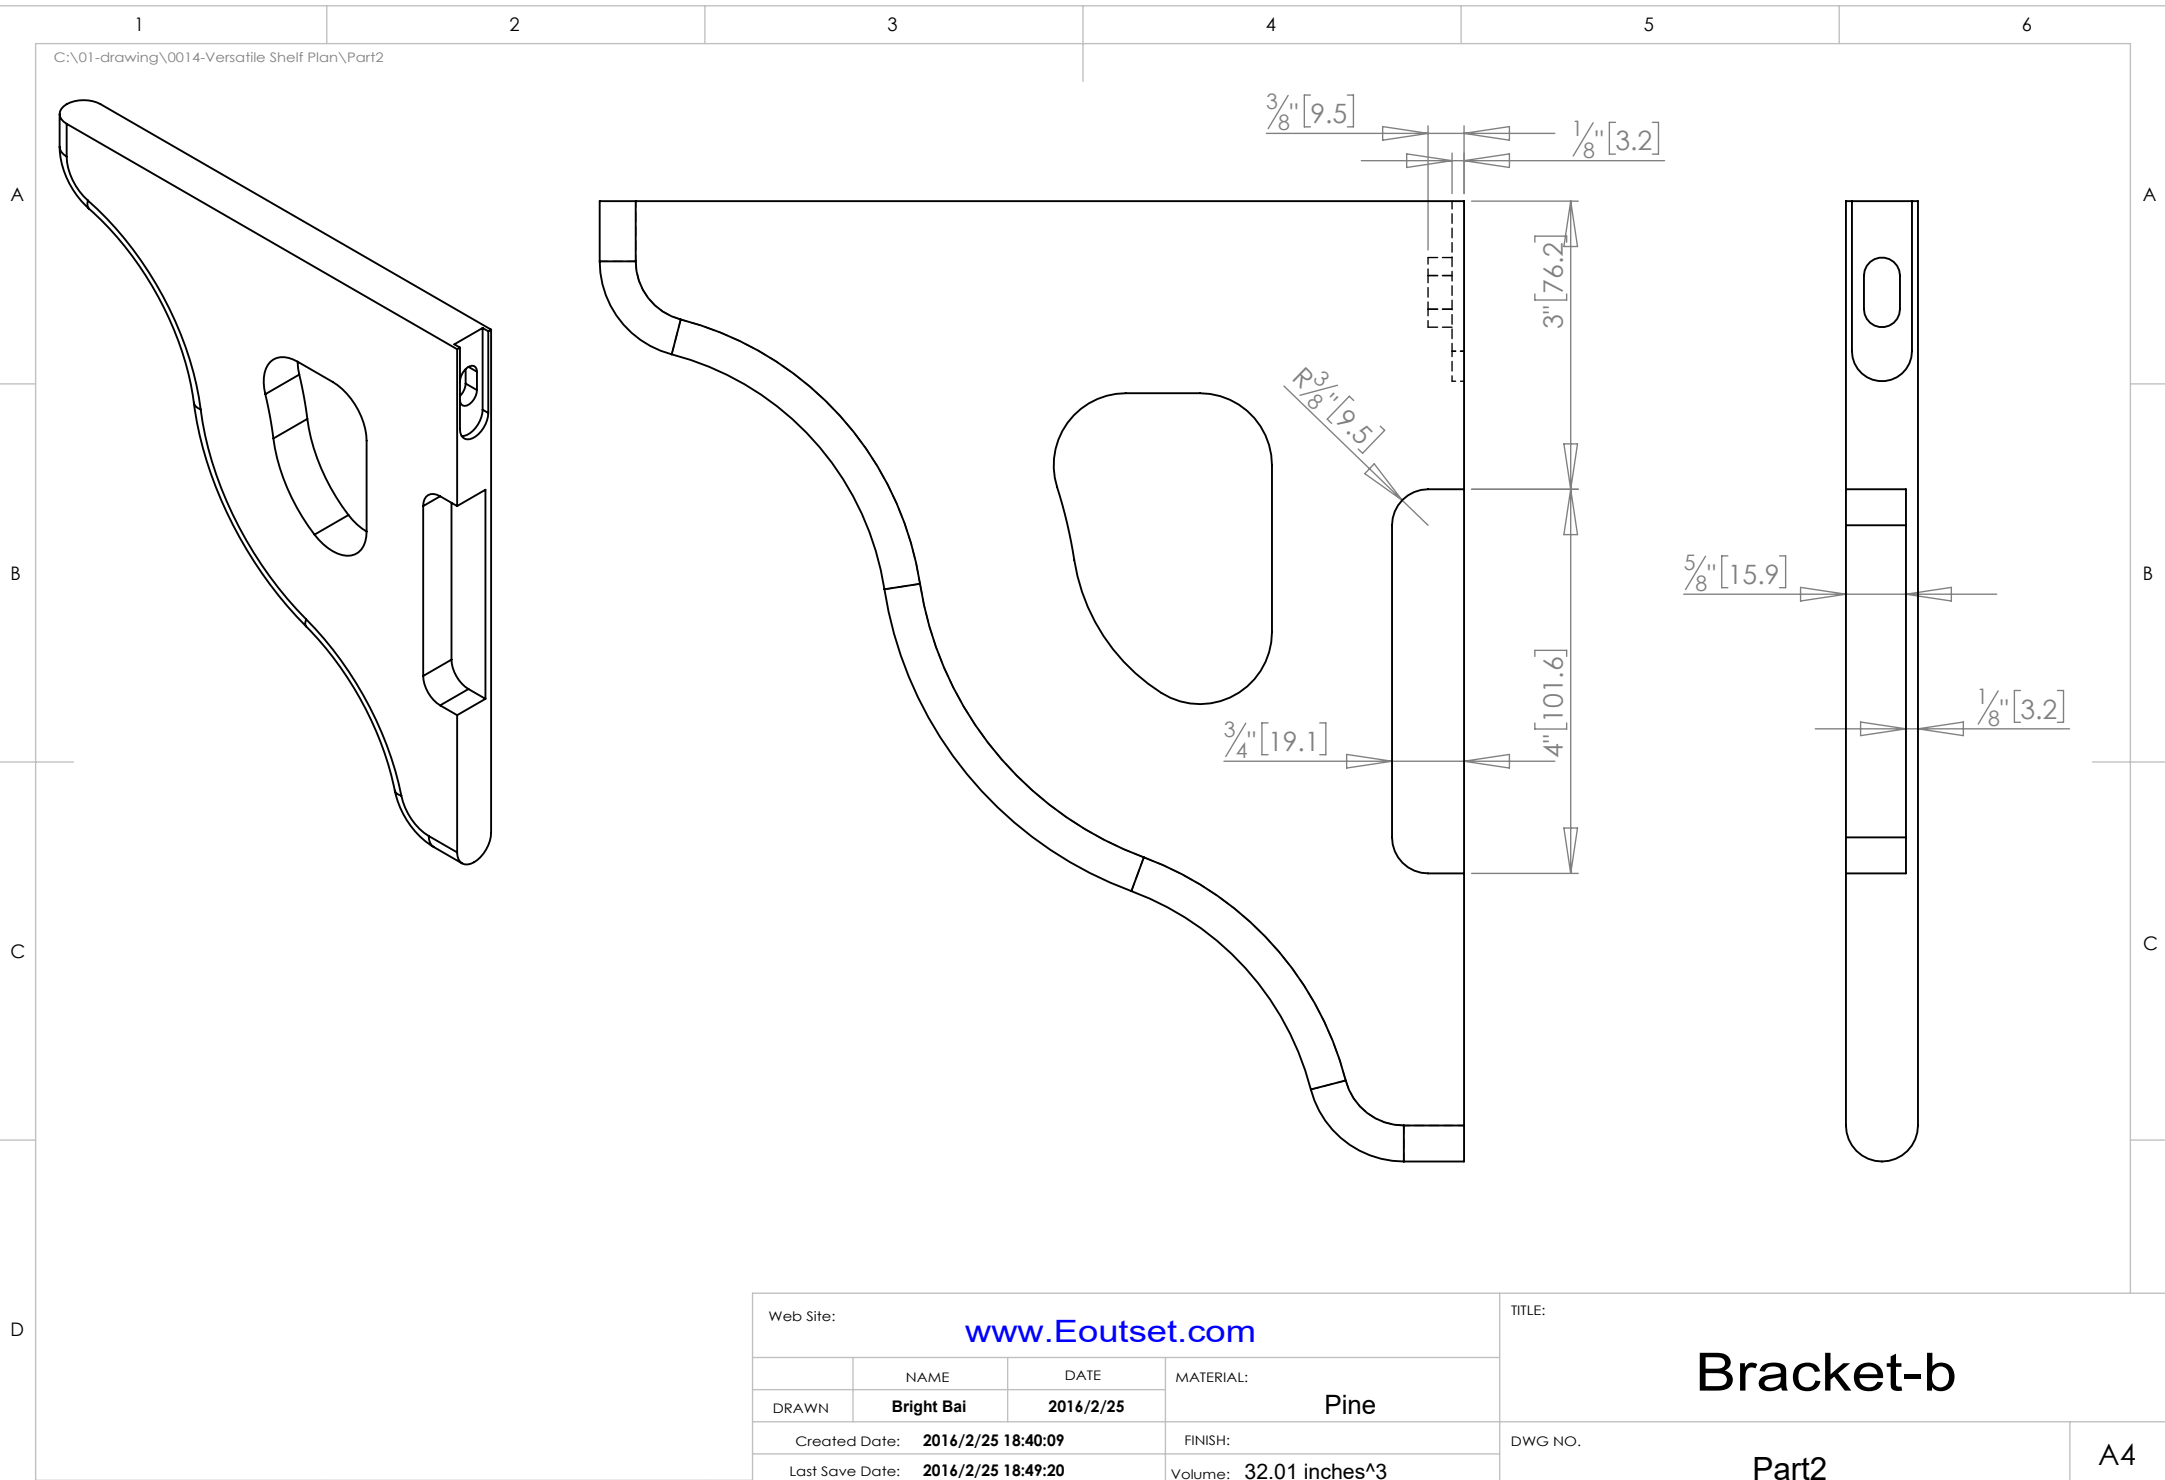 1 2 3 4 5 6
C:\01-drawing\0014-Versatile Shelf Plan\Part2
3/8"[9.5]
1/8"[3.2]
A A
3"[76.2]
R3/8"[9.5]
B B
5/8"[15.9]
4"[101.6]
1/8"[3.2]
3/4"[19.1]
C C
D
Web Site: www.Eoutset.com
TITLE:
Bracket-b
NAME DATE MATERIAL:
DRAWN Bright Bai 2016/2/25 Pine
Created Date: 2016/2/25 18:40:09 FINISH:
DWG NO.
Part2
A4
Last Save Date: 2016/2/25 18:49:20 Volume: 32.01 inches^3